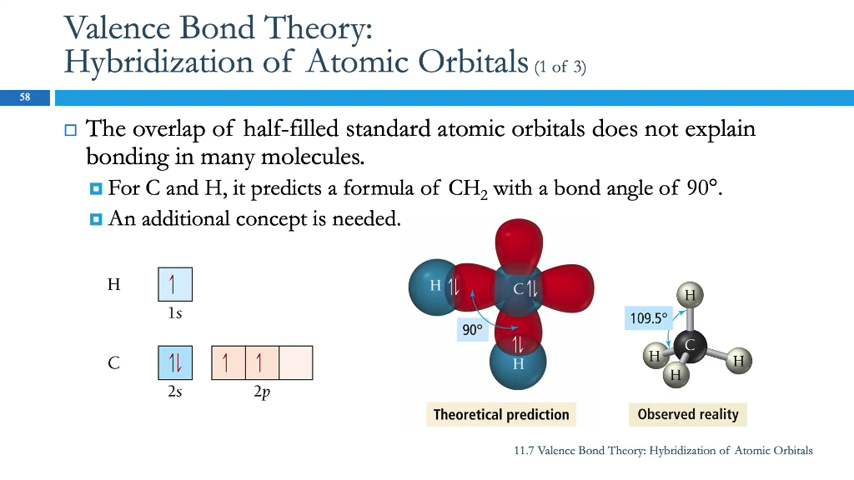 Valence Bond Theory:
Hybridization of Atomic Orbitals (1 of 3)
58
The overlap of half-filled standard atomic orbitals does not explain
bonding in many molecules.
For C and H, it predicts a formula of CH₂ with a bond angle of 90°.
An additional concept is needed.
H
1s
C
2s
2p
H
C
90°
H
Theoretical prediction
H
109.5°
C
H
H
H
Observed reality
11.7 Valence Bond Theory: Hybridization of Atomic Orbitals